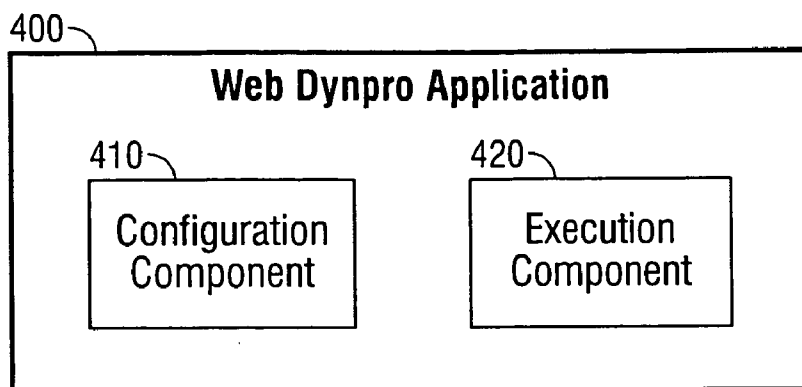 400
Web Dynpro Application
410
420
Configuration
Component
Execution
Component